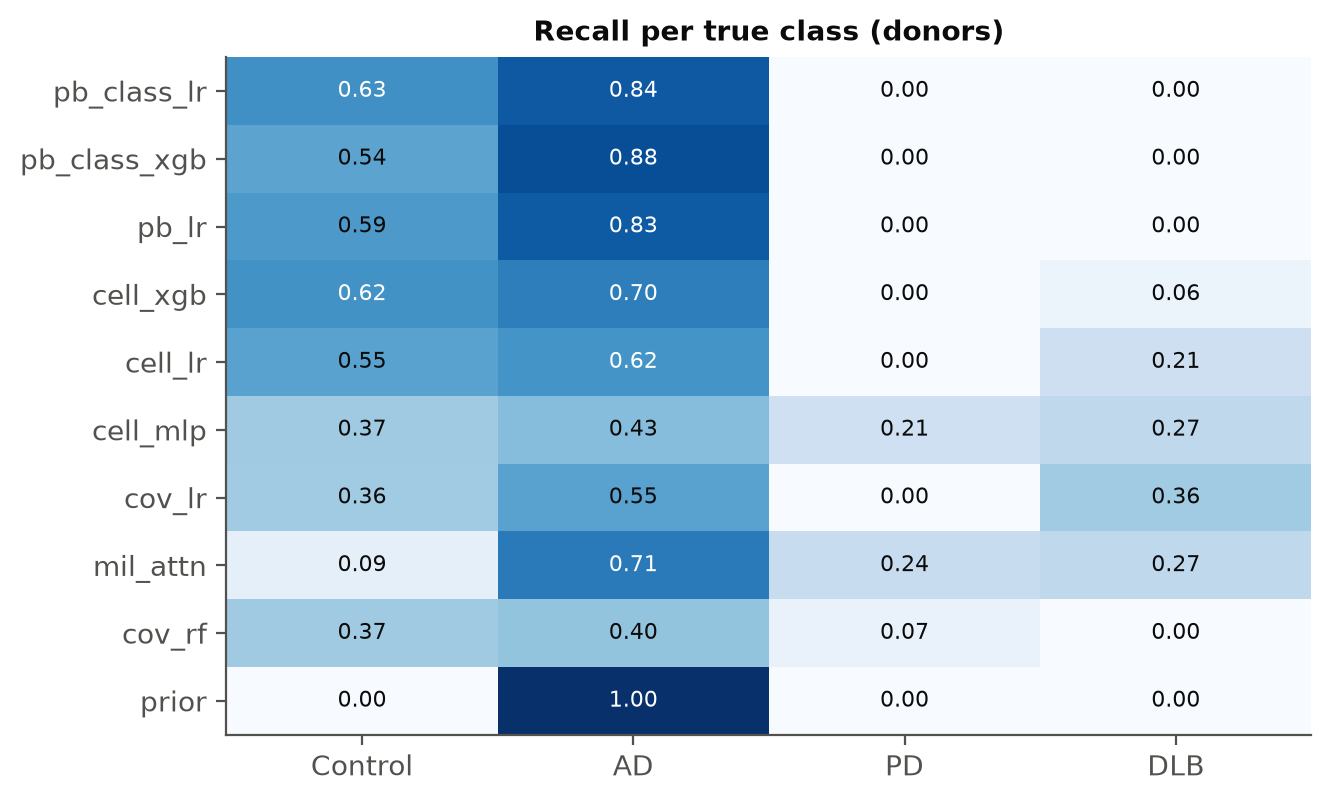 Recall per true class (donors)
pb_class_lr 0.63 0.84 0.00 0.00
pb_class_xgb 0.54 0.88 0.00 0.00
pb_lr 0.59 0.83 0.00 0.00
cell_xgb 0.62 0.70 0.00 0.06
cell_lr 0.55 0.62 0.00 0.21
cell_mlp 0.37 0.43 0.21 0.27
cov_lr 0.36 0.55 0.00 0.36
mil_attn 0.09 0.71 0.24 0.27
cov_rf 0.37 0.40 0.07 0.00
prior 0.00 1.00 0.00 0.00
Control AD PD DLB